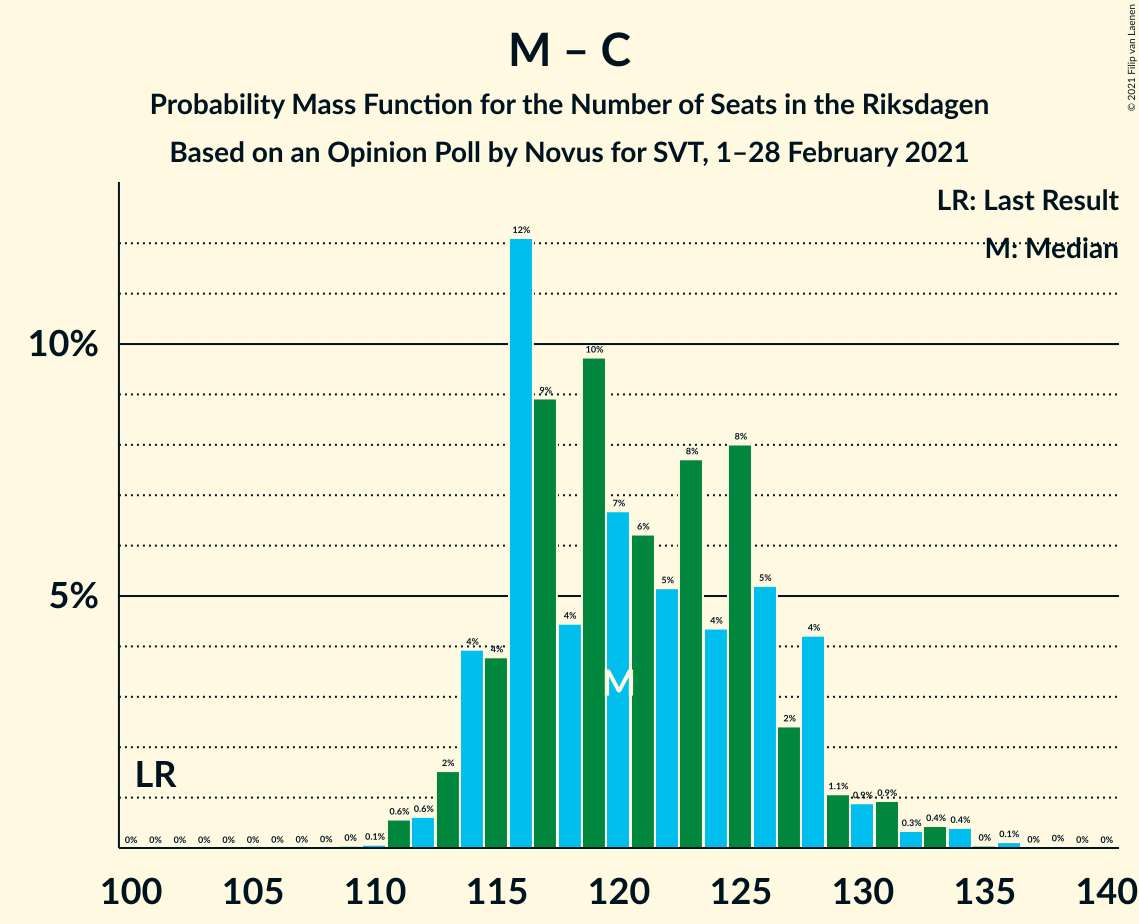 M – C
Probability Mass Function for the Number of Seats in the Riksdagen
Based on an Opinion Poll by Novus for SVT, 1–28 February 2021
© 2021 Filip van Laenen
LR: Last Result
M: Median
10%
5%
0% 0% 0% 0% 0% 0% 0% 0% 0% 0% 0.1% 0.6% 0.6% 2% 4% 4% 12% 9% 4% 10% 7% 6% 5% 8% 4% 8% 5% 2% 4% 1.1% 0.9% 0.9% 0.3% 0.4% 0.4% 0% 0.1% 0% 0% 0% 0%
M
LR
100 105 110 115 120 125 130 135 140